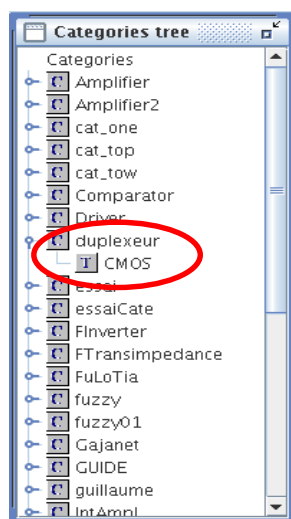 Categories tree
Categories
C Amplifier
C Amplifier2
C cat_one
C cat_top
C cat_tow
C Comparator
C Driver
C duplexeur
T CMOS
C essai
C essaiCate
C FInverter
C FTransimpedance
C FuLoTia
C fuzzy
C fuzzy01
C Gajanet
C GUIDE
C guillaume
C IntAmpl